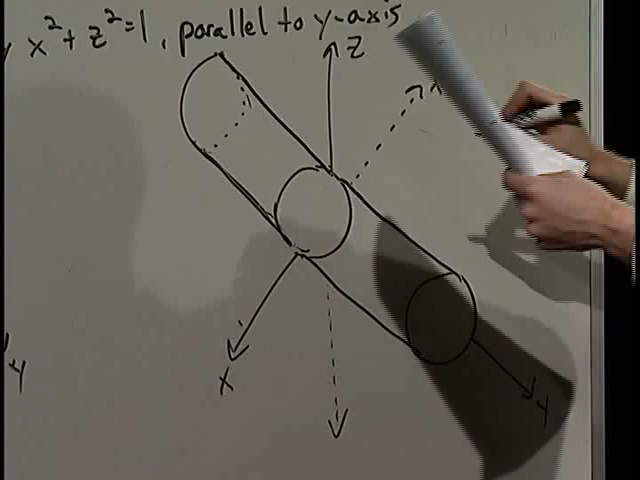 x² + z² = 1, parallel to y-axis
z
x
y
y